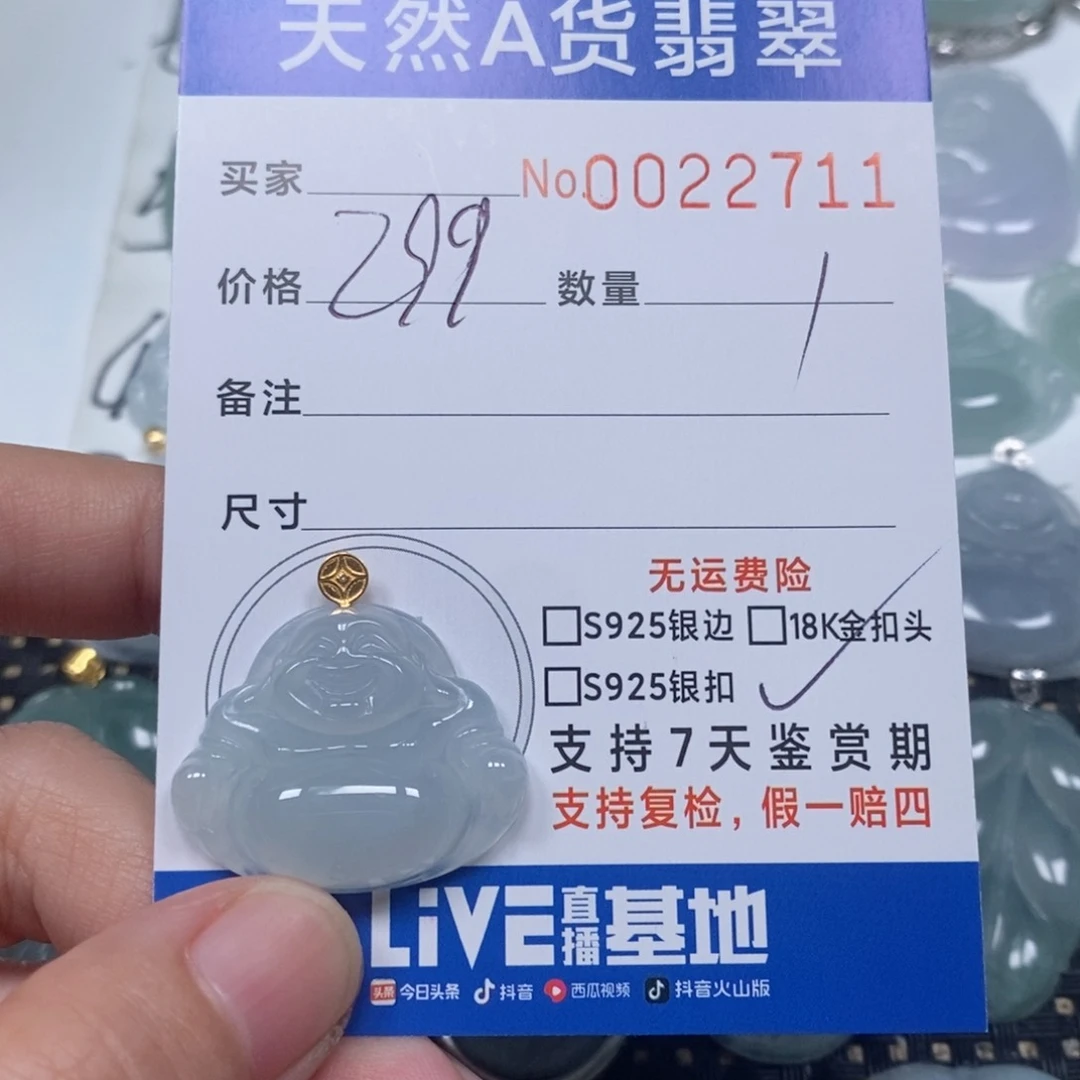 天然A货翡翠
买家 No.0022711
价格 299 数量 1
备注
尺寸
无运费险
□S925银边 □18K金扣头
□S925银扣 ✓
支持7天鉴赏期
支持复检，假一赔四
LiVE直播基地
头条 今日头条 抖音 西瓜视频 抖音火山版